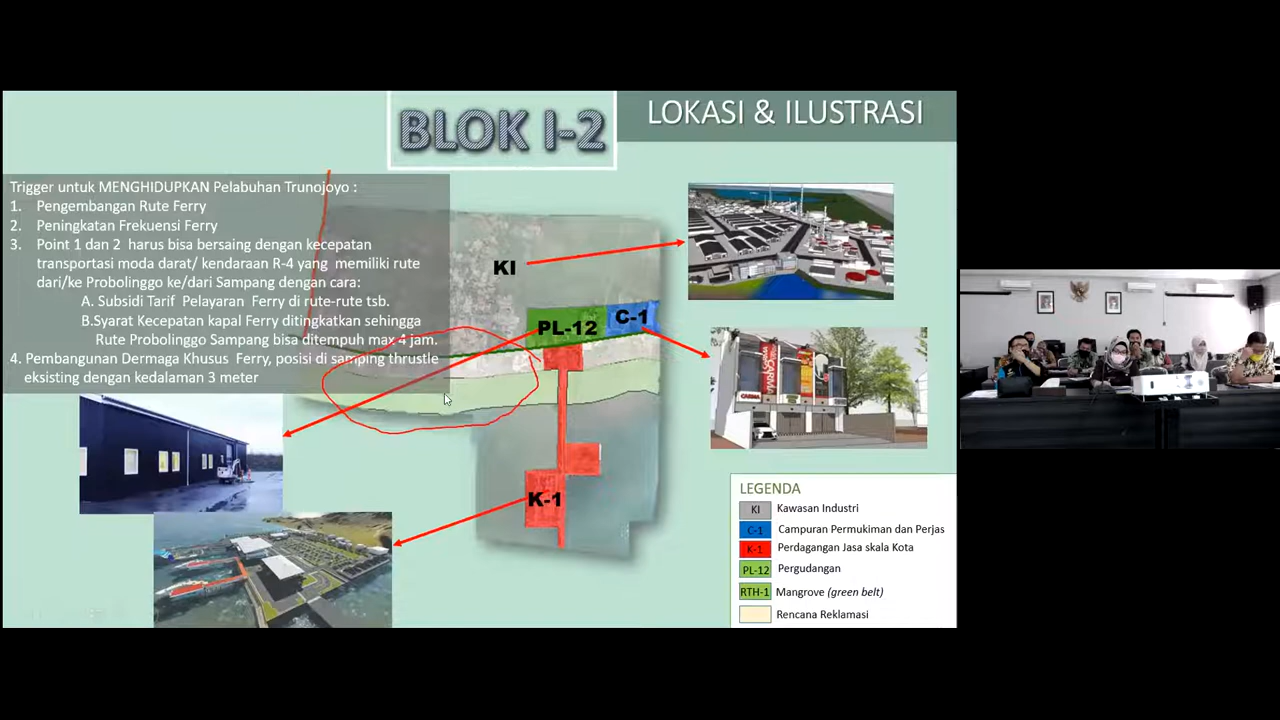 BLOK I-2
LOKASI & ILUSTRASI
Trigger untuk MENGHIDUPKAN Pelabuhan Trunojoyo :
1. Pengembangan Rute Ferry
2. Peningkatan Frekuensi Ferry
3. Point 1 dan 2 harus bisa bersaing dengan kecepatan
transportasi moda darat/ kendaraan R-4 yang memiliki rute
dari/ke Probolinggo ke/dari Sampang dengan cara:
A. Subsidi Tarif Pelayaran Ferry di rute-rute tsb.
B.Syarat Kecepatan kapal Ferry ditingkatkan sehingga
Rute Probolinggo Sampang bisa ditempuh max 4 jam.
4. Pembangunan Dermaga Khusus Ferry, posisi di samping thrustle
eksisting dengan kedalaman 3 meter
KI
PL-12
C-1
K-1
LEGENDA
KI Kawasan Industri
C-1 Campuran Permukiman dan Perjas
K-1 Perdagangan Jasa skala Kota
PL-12 Pergudangan
RTH-1 Mangrove (green belt)
Rencana Reklamasi